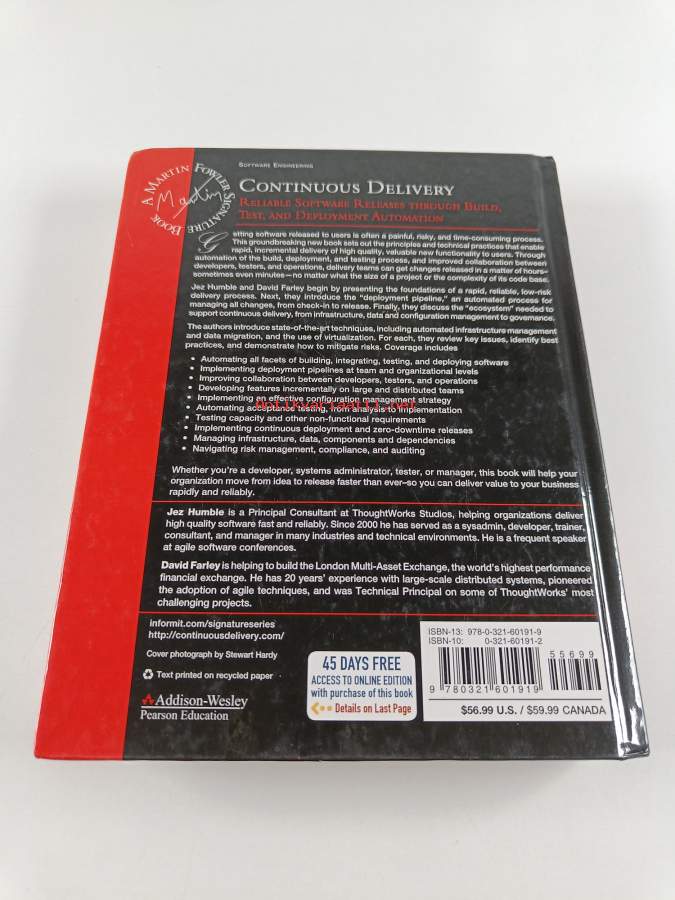 SOFTWARE ENGINEERING
A MARTIN FOWLER SIGNATURE BOOK
Martin
CONTINUOUS DELIVERY
RELIABLE SOFTWARE RELEASES THROUGH BUILD,
TEST, AND DEPLOYMENT AUTOMATION
Getting software released to users is often a painful, risky, and time-consuming process.
This groundbreaking new book sets out the principles and technical practices that enable
rapid, incremental delivery of high quality, valuable new functionality to users. Through
automation of the build, deployment, and testing process, and improved collaboration between
developers, testers, and operations, delivery teams can get changes released in a matter of hours–
sometimes even minutes–no matter what the size of a project or the complexity of its code base.
Jez Humble and David Farley begin by presenting the foundations of a rapid, reliable, low-risk
delivery process. Next, they introduce the “deployment pipeline,” an automated process for
managing all changes, from check-in to release. Finally, they discuss the “ecosystem” needed to
support continuous delivery, from infrastructure, data and configuration management to governance.
The authors introduce state-of-the-art techniques, including automated infrastructure management
and data migration, and the use of virtualization. For each, they review key issues, identify best
practices, and demonstrate how to mitigate risks. Coverage includes
• Automating all facets of building, integrating, testing, and deploying software
• Implementing deployment pipelines at team and organizational levels
• Improving collaboration between developers, testers, and operations
• Developing features incrementally on large and distributed teams
• Implementing an effective configuration management strategy
Antikvariaatti.net
• Automating acceptance testing, from analysis to implementation
• Testing capacity and other non-functional requirements
• Implementing continuous deployment and zero-downtime releases
• Managing infrastructure, data, components and dependencies
• Navigating risk management, compliance, and auditing
Whether you’re a developer, systems administrator, tester, or manager, this book will help your
organization move from idea to release faster than ever–so you can deliver value to your business
rapidly and reliably.
Jez Humble is a Principal Consultant at ThoughtWorks Studios, helping organizations deliver
high quality software fast and reliably. Since 2000 he has served as a sysadmin, developer, trainer,
consultant, and manager in many industries and technical environments. He is a frequent speaker
at agile software conferences.
David Farley is helping to build the London Multi-Asset Exchange, the world’s highest performance
financial exchange. He has 20 years’ experience with large-scale distributed systems, pioneered
the adoption of agile techniques, and was Technical Principal on some of ThoughtWorks’ most
challenging projects.
informit.com/signatureseries
http://continuousdelivery.com/
Cover photograph by Stewart Hardy
Text printed on recycled paper
Addison-Wesley
Pearson Education
45 DAYS FREE
ACCESS TO ONLINE EDITION
with purchase of this book
Details on Last Page
ISBN-13: 978-0-321-60191-9
ISBN-10: 0-321-60191-2
55699
9 780321 601919
$56.99 U.S. / $59.99 CANADA